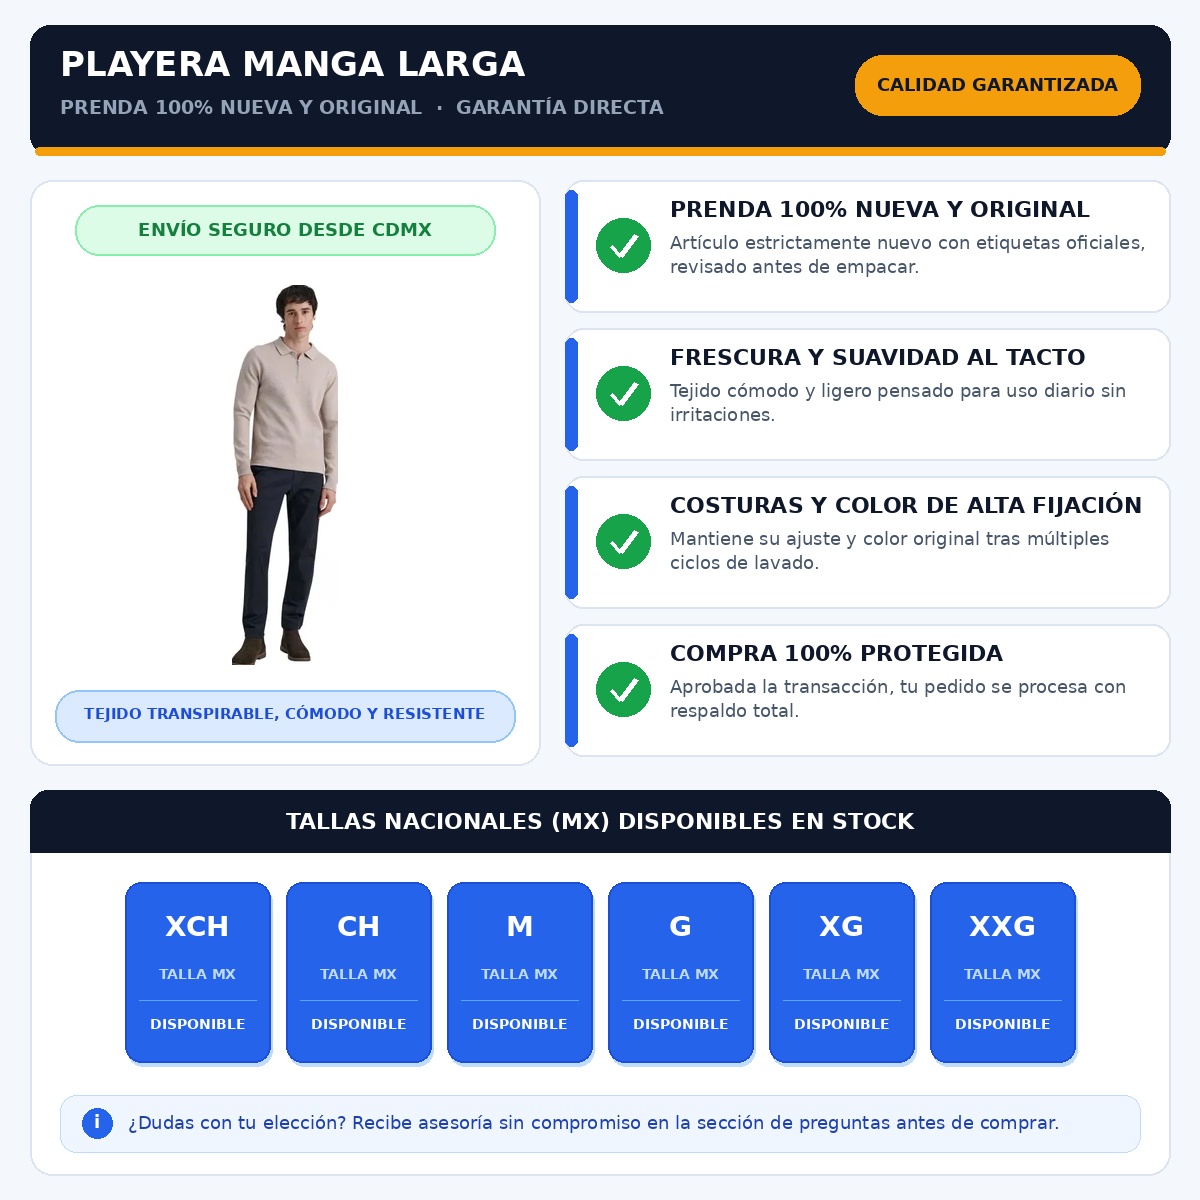 PLAYERA MANGA LARGA
PRENDA 100% NUEVA Y ORIGINAL · GARANTÍA DIRECTA
CALIDAD GARANTIZADA
ENVÍO SEGURO DESDE CDMX
TEJIDO TRANSPIRABLE, CÓMODO Y RESISTENTE
PRENDA 100% NUEVA Y ORIGINAL
Artículo estrictamente nuevo con etiquetas oficiales,
revisado antes de empacar.
FRESCURA Y SUAVIDAD AL TACTO
Tejido cómodo y ligero pensado para uso diario sin
irritaciones.
COSTURAS Y COLOR DE ALTA FIJACIÓN
Mantiene su ajuste y color original tras múltiples
ciclos de lavado.
COMPRA 100% PROTEGIDA
Aprobada la transacción, tu pedido se procesa con
respaldo total.
TALLAS NACIONALES (MX) DISPONIBLES EN STOCK
XCH
TALLA MX
DISPONIBLE
CH
TALLA MX
DISPONIBLE
M
TALLA MX
DISPONIBLE
G
TALLA MX
DISPONIBLE
XG
TALLA MX
DISPONIBLE
XXG
TALLA MX
DISPONIBLE
i ¿Dudas con tu elección? Recibe asesoría sin compromiso en la sección de preguntas antes de comprar.